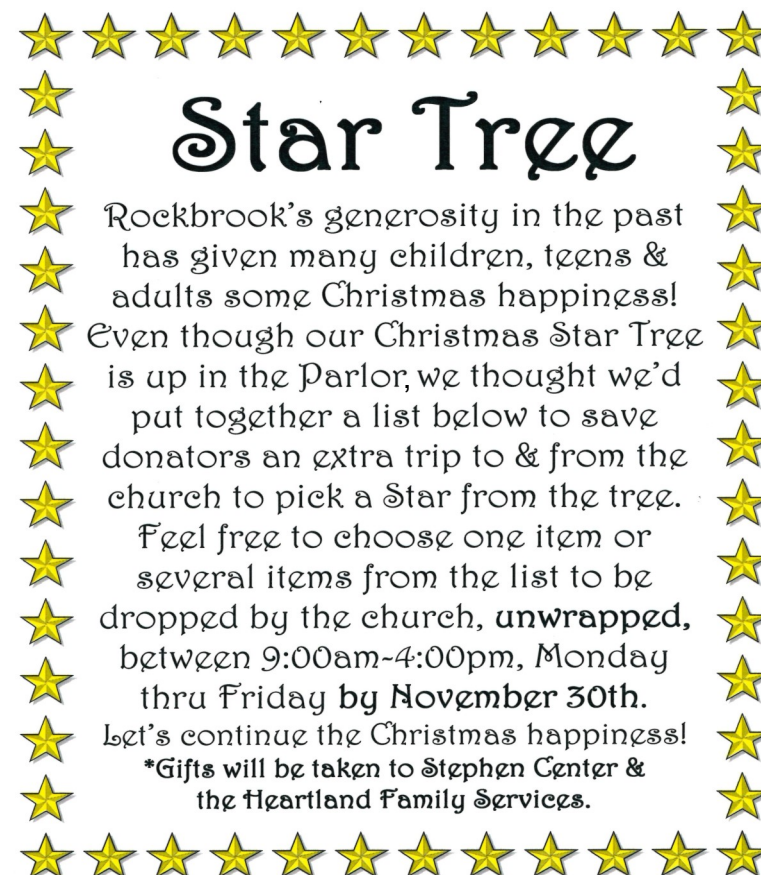 Star Tree
Rockbrook's generosity in the past
has given many children, teens &
adults some Christmas happiness!
Even though our Christmas Star Tree
is up in the Parlor, we thought we'd
put together a list below to save
donators an extra trip to & from the
church to pick a Star from the tree.
Feel free to choose one item or
several items from the list to be
dropped by the church, unwrapped,
between 9:00am-4:00pm, Monday
thru Friday by November 30th.
Let's continue the Christmas happiness!
*Gifts will be taken to Stephen Center &
the Heartland Family Services.